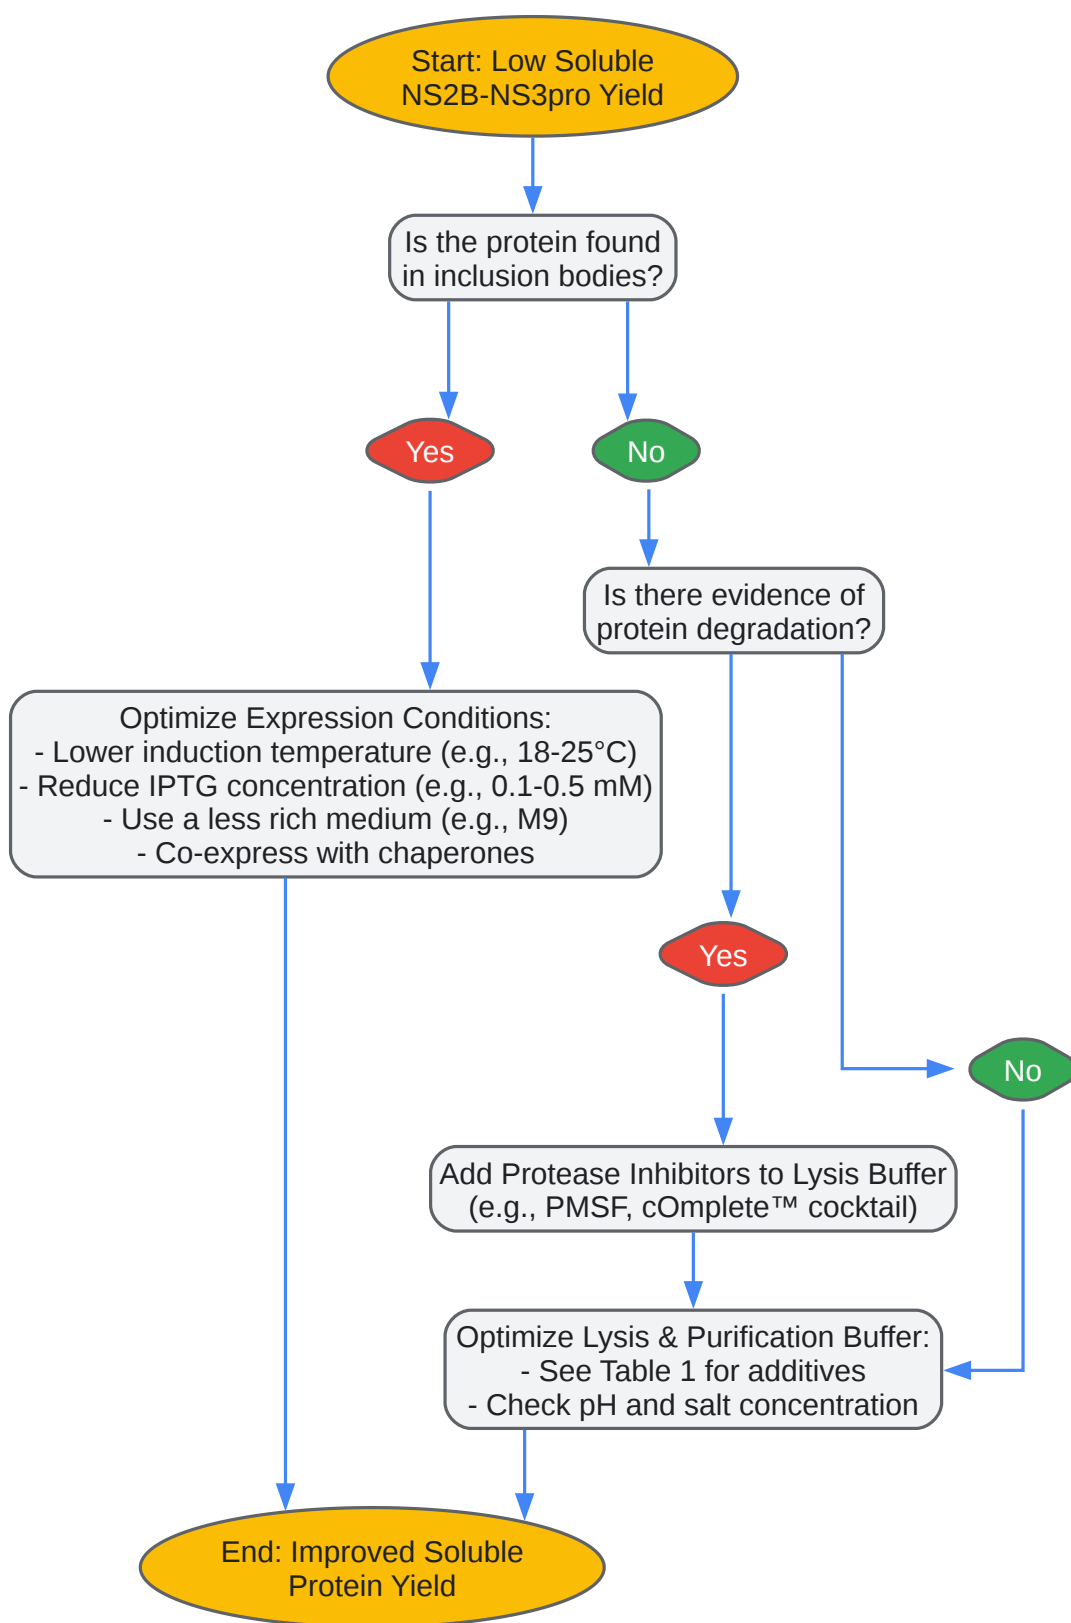 Start: Low Soluble
NS2B-NS3pro Yield
Is the protein found
in inclusion bodies?
Yes
No
Is there evidence of
protein degradation?
Optimize Expression Conditions:
- Lower induction temperature (e.g., 18-25°C)
- Reduce IPTG concentration (e.g., 0.1-0.5 mM)
- Use a less rich medium (e.g., M9)
- Co-express with chaperones
Yes
No
Add Protease Inhibitors to Lysis Buffer
(e.g., PMSF, cOmplete™ cocktail)
Optimize Lysis & Purification Buffer:
- See Table 1 for additives
- Check pH and salt concentration
End: Improved Soluble
Protein Yield